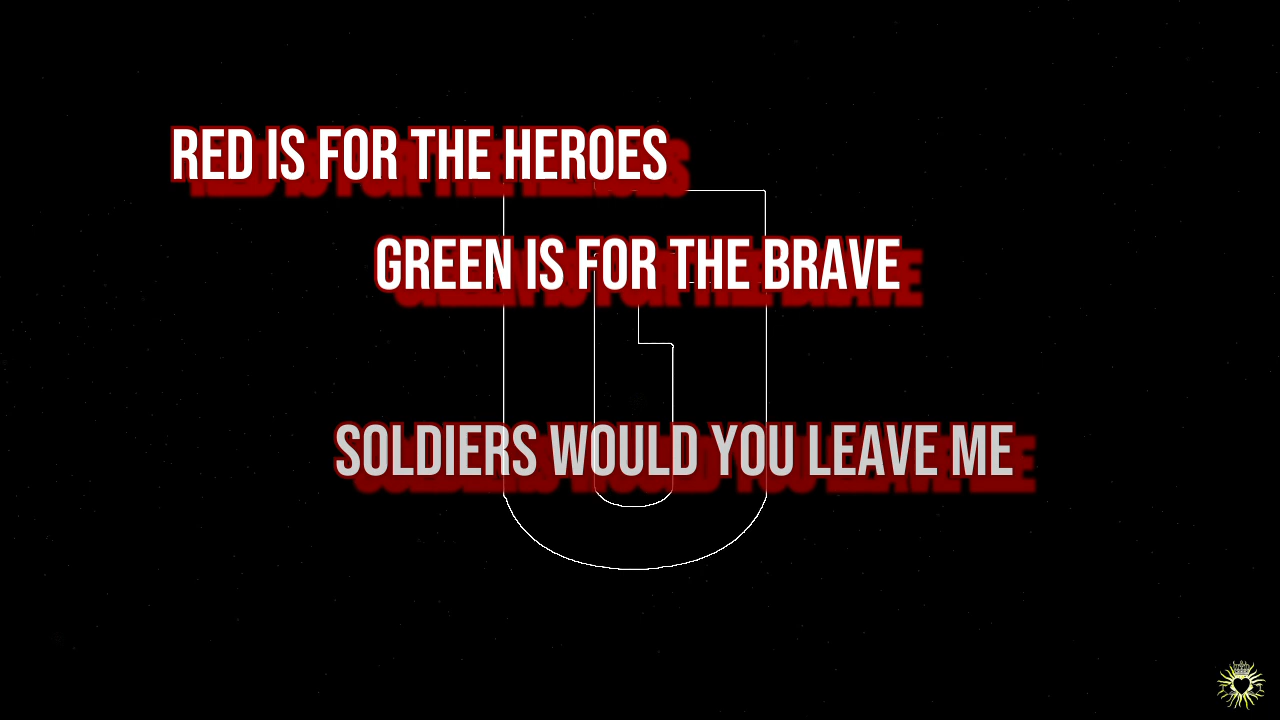 RED IS FOR THE HEROES
GREEN IS FOR THE BRAVE
SOLDIERS WOULD YOU LEAVE ME